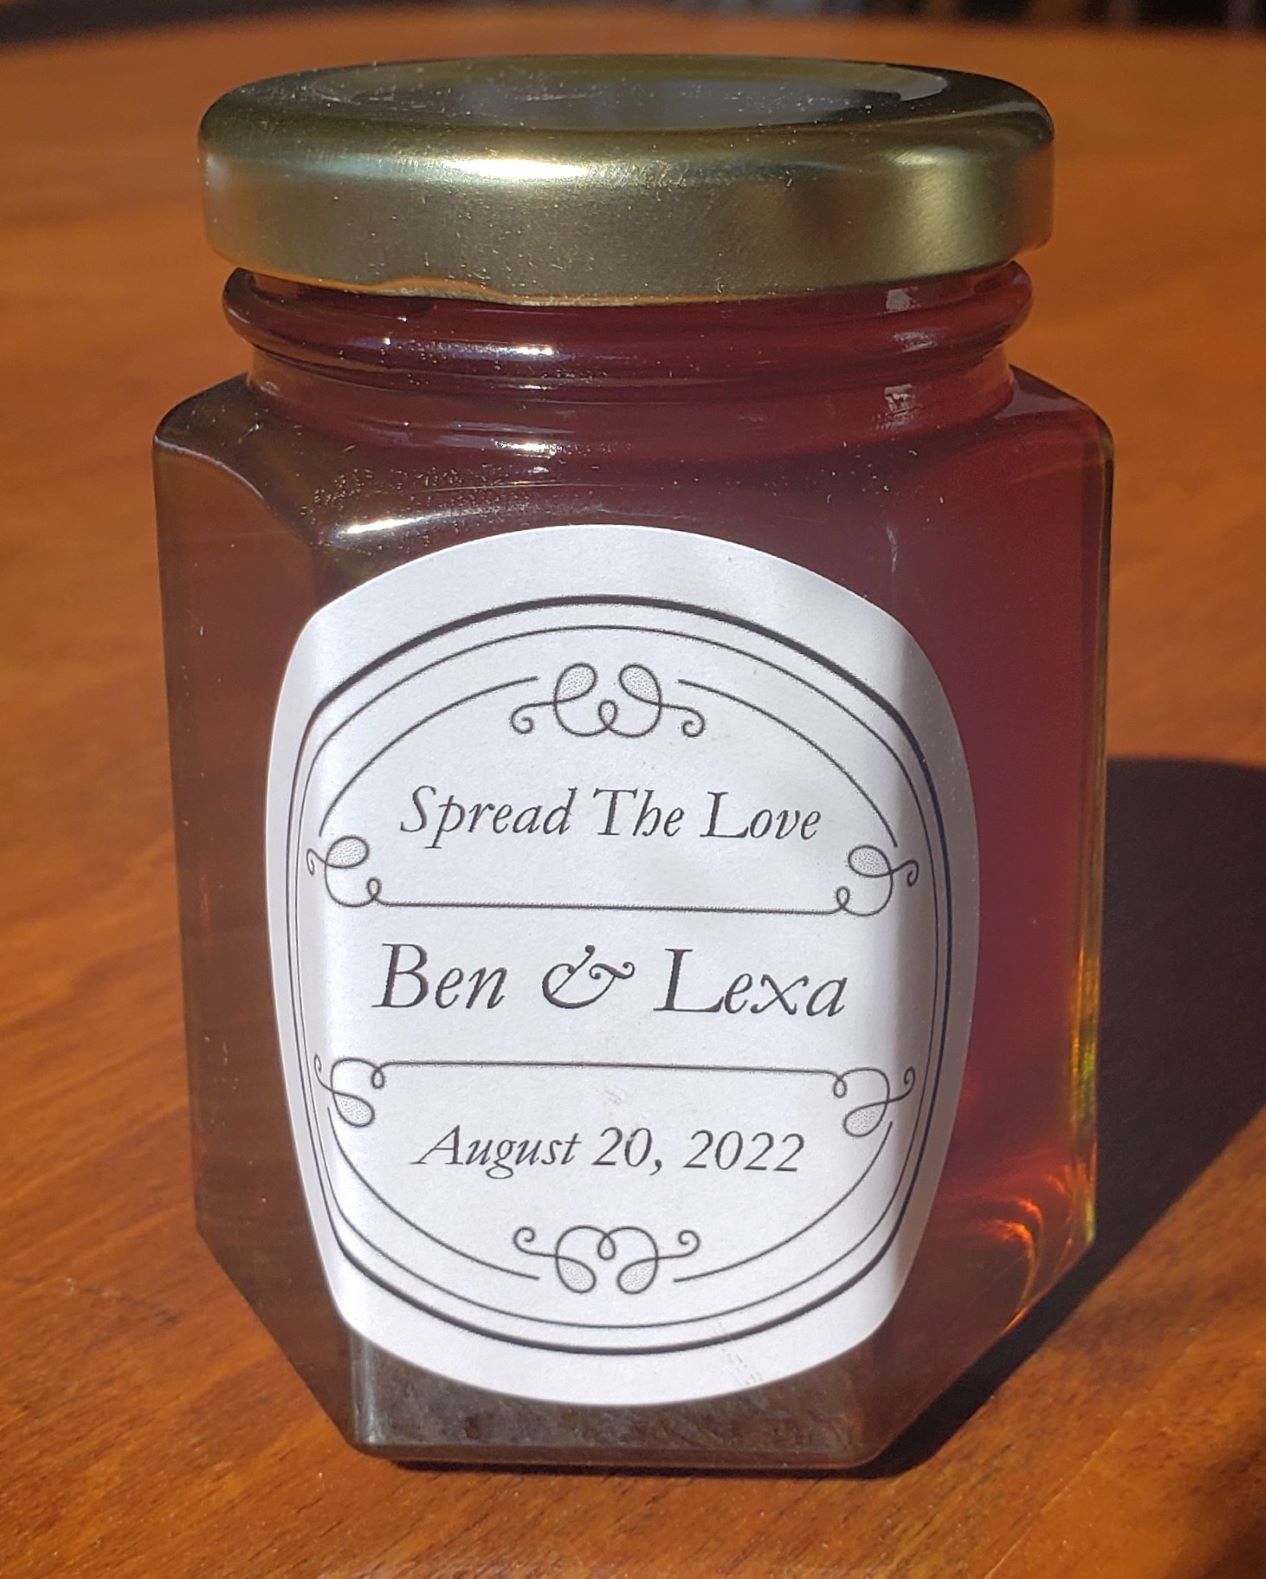 Spread The Love
Ben & Lexa
August 20, 2022